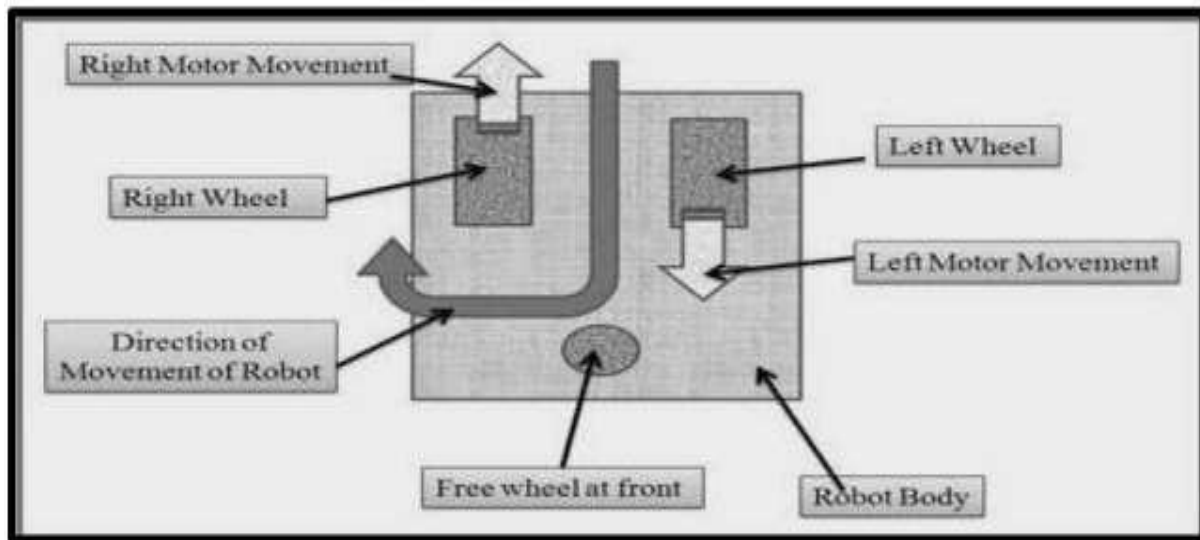 Right Motor Movement
Left Wheel
Right Wheel
Left Motor Movement
Direction of
Movement of Robot
Free wheel at front
Robot Body